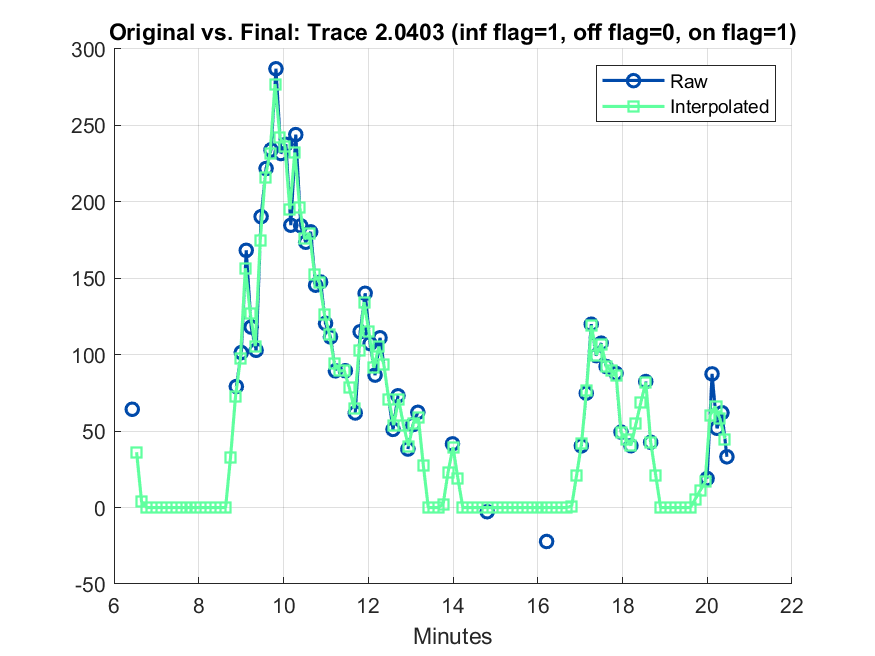 Original vs. Final: Trace 2.0403 (inf flag=1, off flag=0, on flag=1)
300
250
200
150
100
50
0
-50
Raw
Interpolated
6 8 10 12 14 16 18 20 22
Minutes